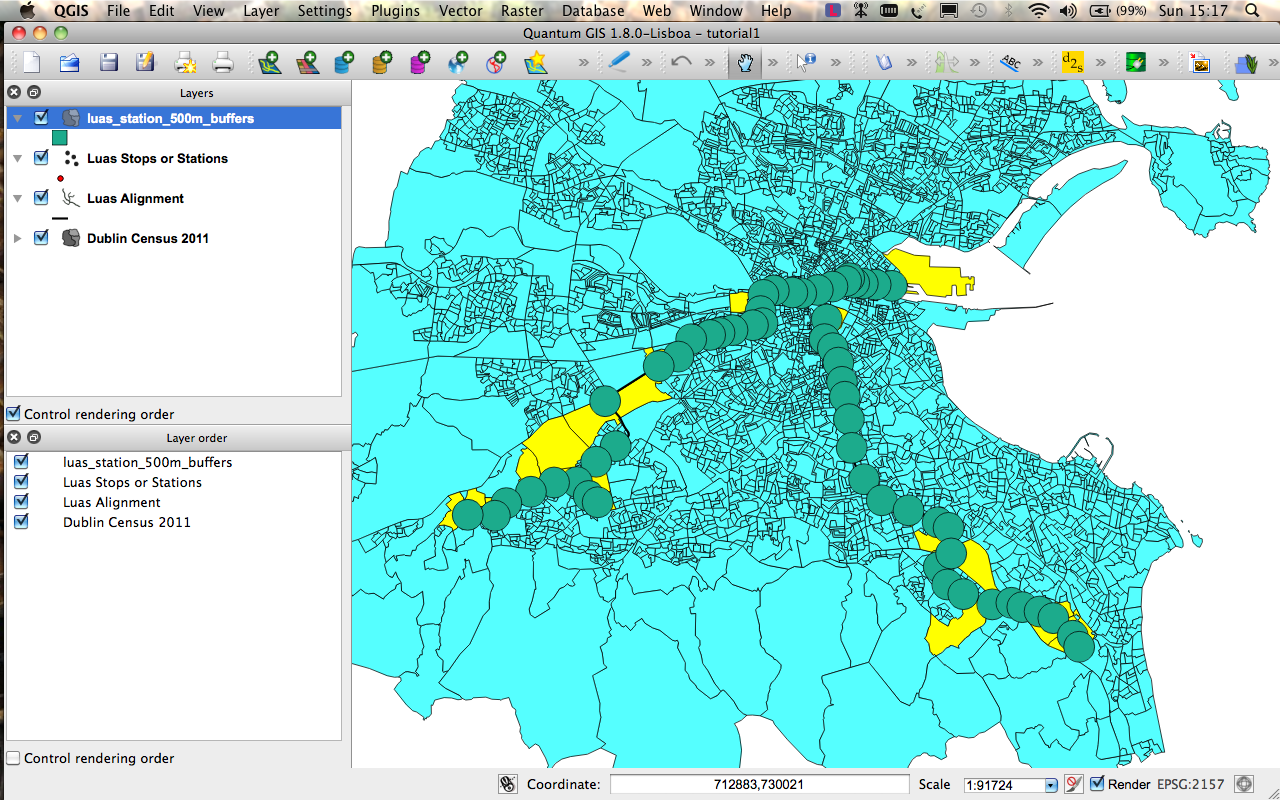 QGIS File Edit View Layer Settings Plugins Vector Raster Database Web Window Help (99%) Sun 15:17
Quantum GIS 1.8.0-Lisboa - tutorial1
ABC d2s
Layers
luas_station_500m_buffers
Luas Stops or Stations
Luas Alignment
Dublin Census 2011
Control rendering order
Layer order
luas_station_500m_buffers
Luas Stops or Stations
Luas Alignment
Dublin Census 2011
Control rendering order
Coordinate: 712883,730021 Scale 1:91724 Render EPSG:2157